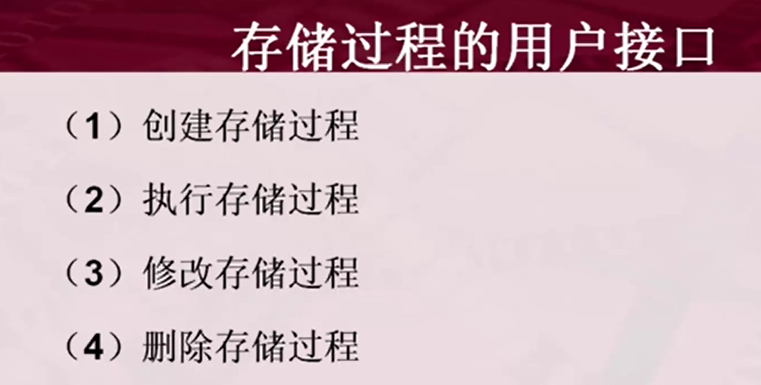 存储过程的用户接口
（1）创建存储过程
（2）执行存储过程
（3）修改存储过程
（4）删除存储过程